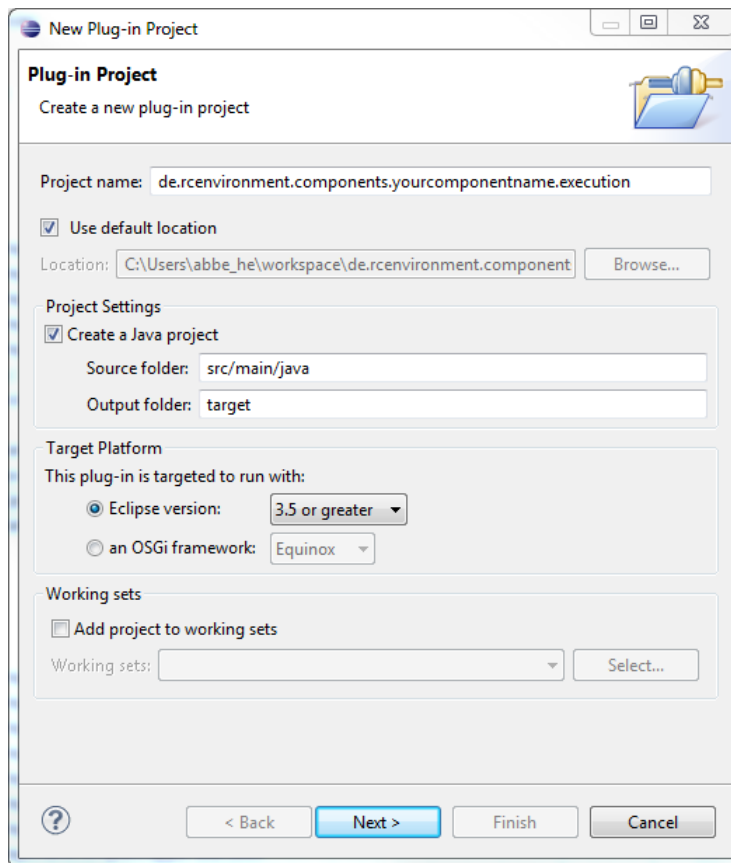 New Plug-in Project
Plug-in Project
Create a new plug-in project
Project name: de.rcenvironment.components.yourcomponentname.execution
Use default location
Location: C:\Users\abbe_he\workspace\de.rcenvironment.component Browse...
Project Settings
Create a Java project
Source folder: src/main/java
Output folder: target
Target Platform
This plug-in is targeted to run with:
Eclipse version: 3.5 or greater
an OSGi framework: Equinox
Working sets
Add project to working sets
Working sets: Select...
? < Back Next > Finish Cancel